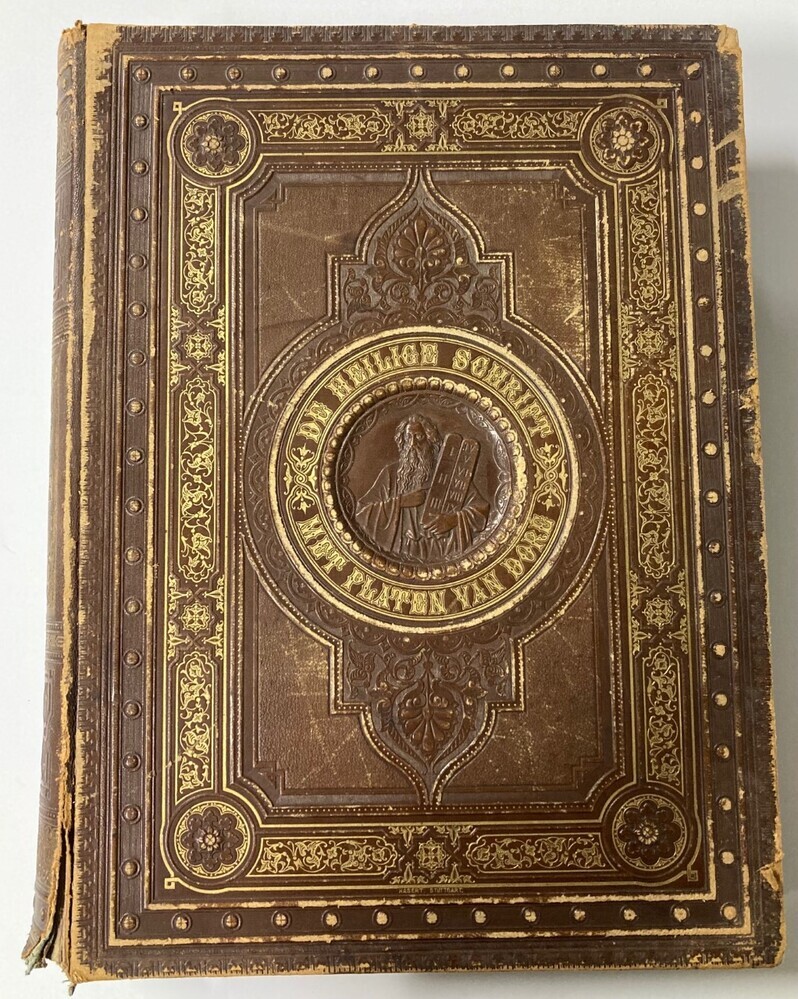 DE HEILIGE SCHRIFT
MET PLATEN VAN DORÉ